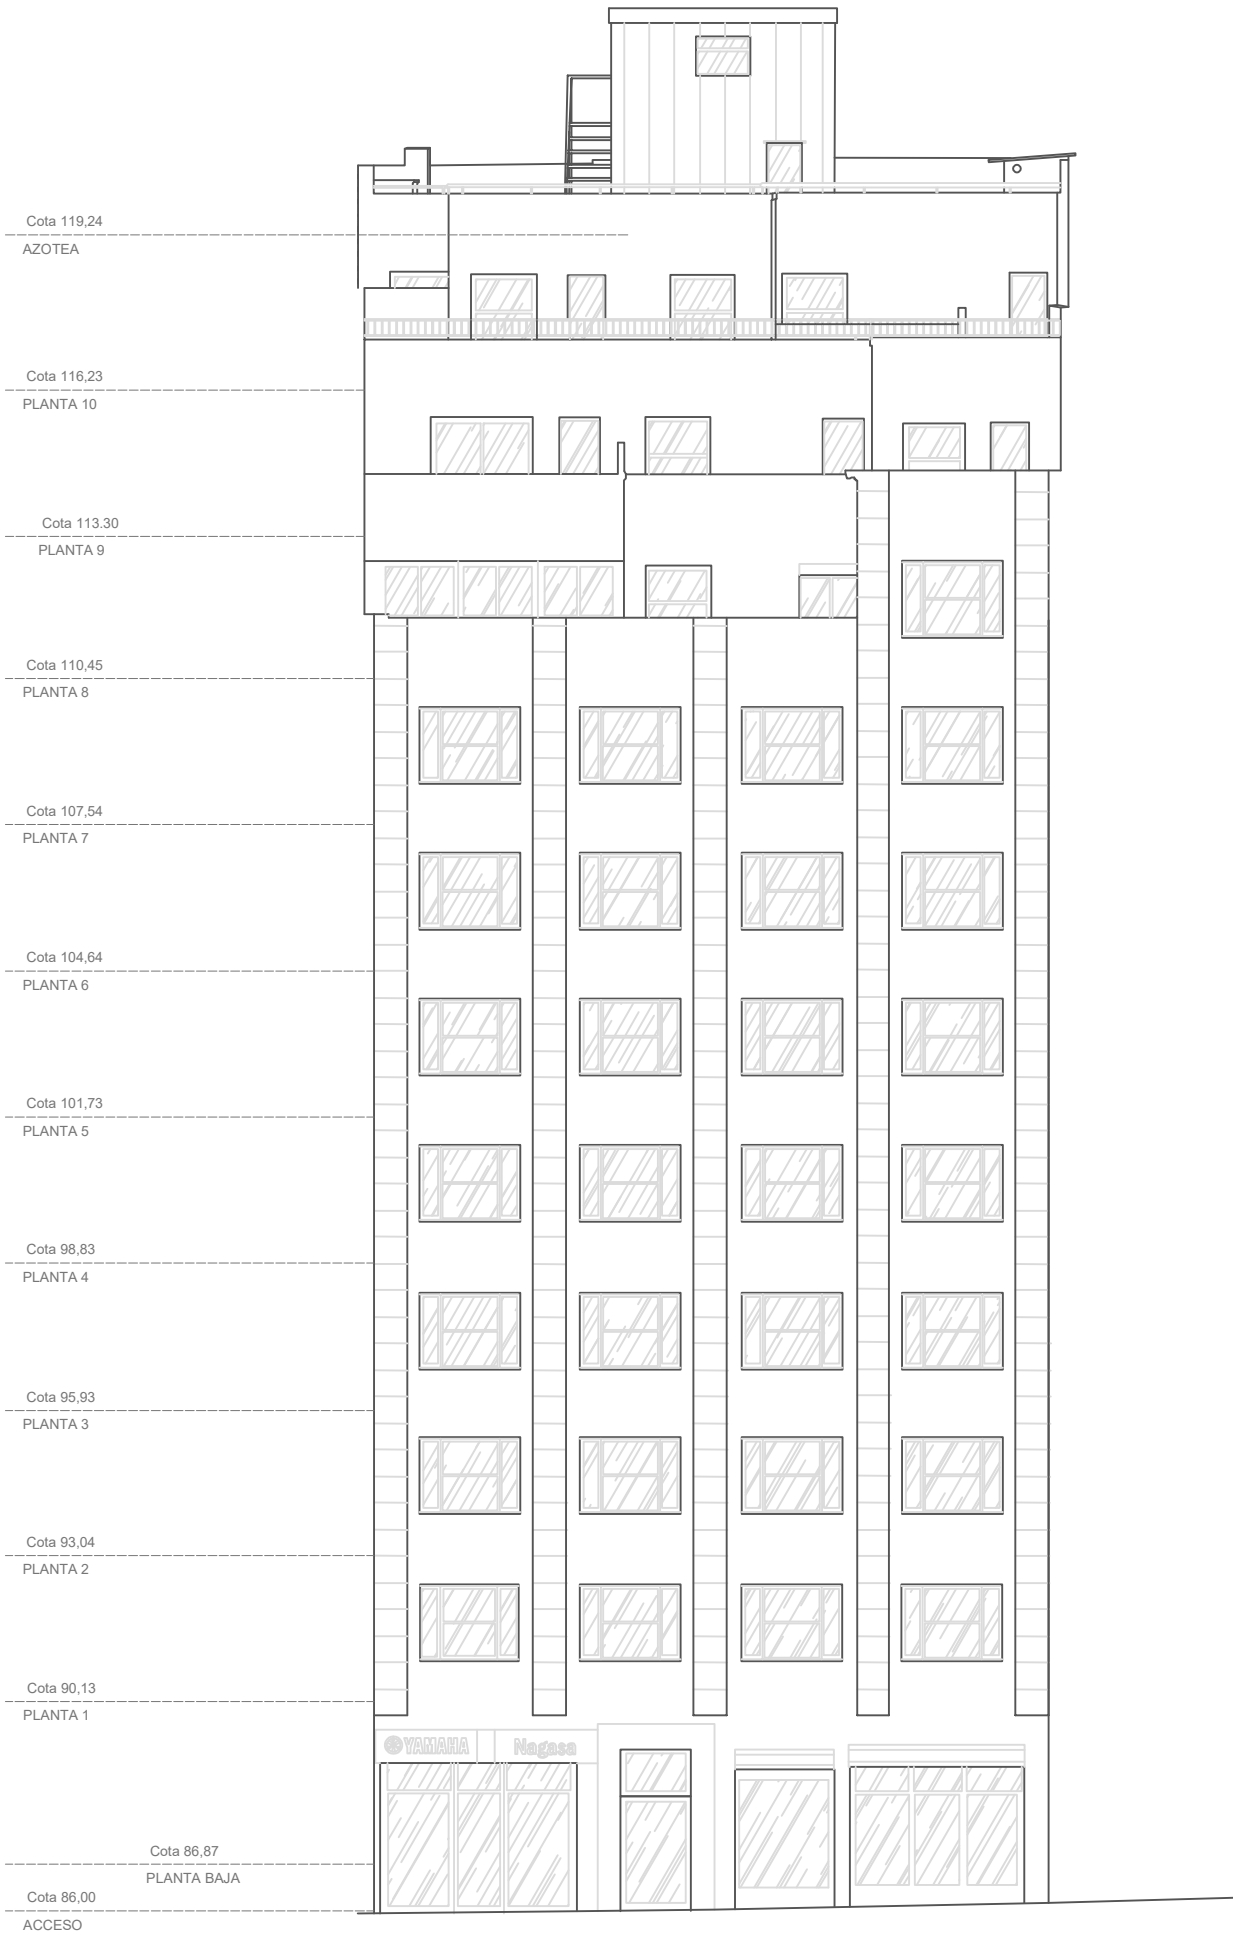 Cota 119,24
AZOTEA
Cota 116,23
PLANTA 10
Cota 113.30
PLANTA 9
Cota 110,45
PLANTA 8
Cota 107,54
PLANTA 7
Cota 104,64
PLANTA 6
Cota 101,73
PLANTA 5
Cota 98,83
PLANTA 4
Cota 95,93
PLANTA 3
Cota 93,04
PLANTA 2
Cota 90,13
PLANTA 1
YAMAHA Nagasa
Cota 86,87
PLANTA BAJA
Cota 86,00
ACCESO